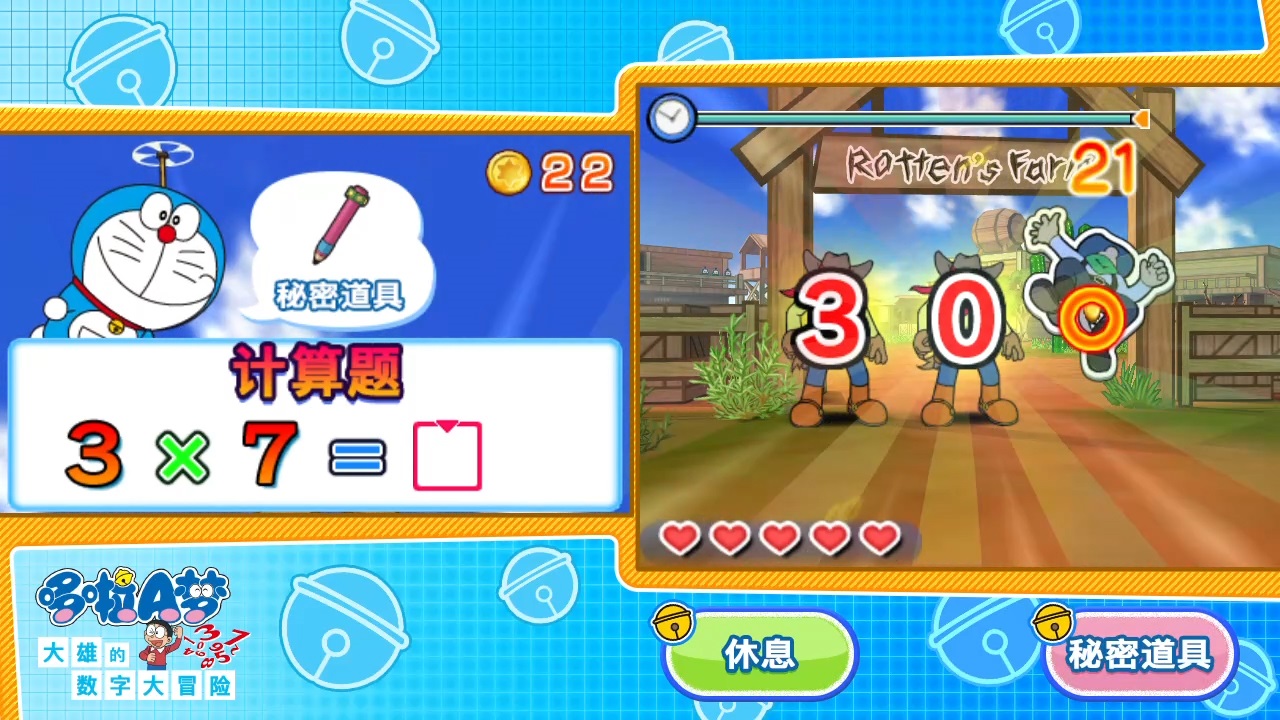 22
秘密道具
计算题
3 × 7 =
Rotten's Far
21
3 0
哆啦A梦
大雄的
数字大冒险
休息
秘密道具